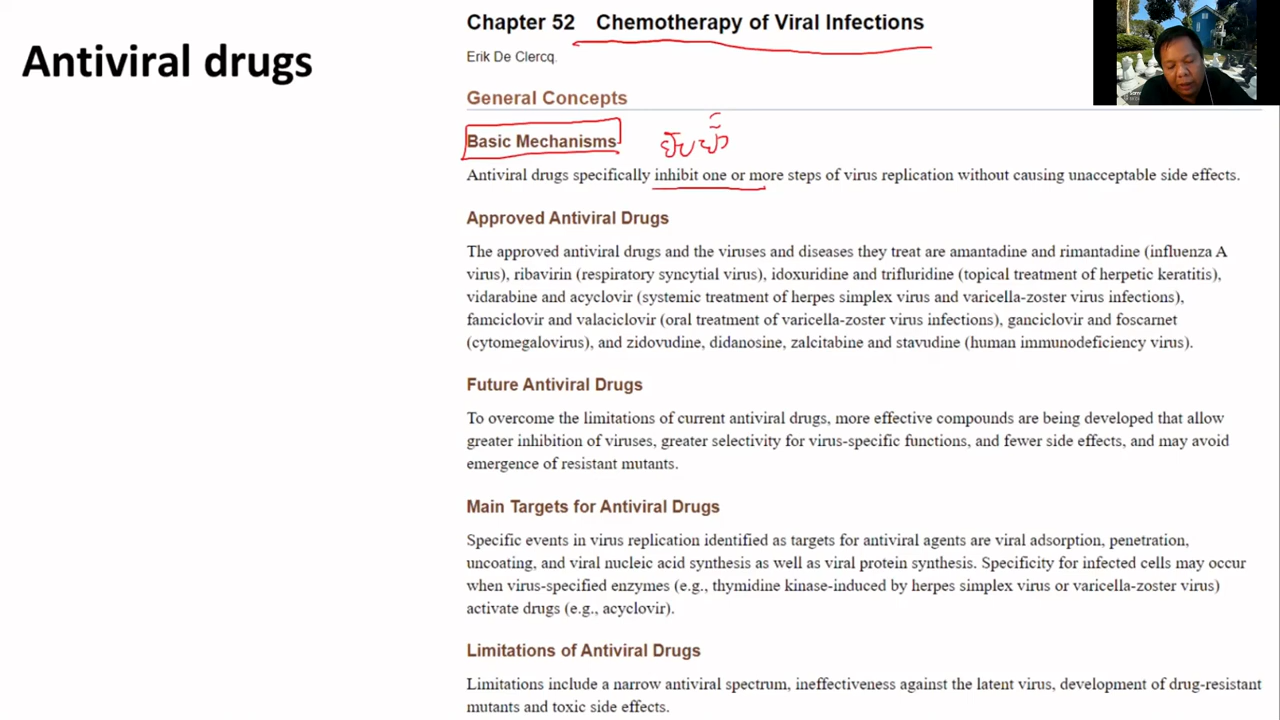 Antiviral drugs
Chapter 52 Chemotherapy of Viral Infections
Erik De Clercq.
General Concepts
Basic Mechanisms
ยับยั้ง
Antiviral drugs specifically inhibit one or more steps of virus replication without causing unacceptable side effects.
Approved Antiviral Drugs
The approved antiviral drugs and the viruses and diseases they treat are amantadine and rimantadine (influenza A
virus), ribavirin (respiratory syncytial virus), idoxuridine and trifluridine (topical treatment of herpetic keratitis),
vidarabine and acyclovir (systemic treatment of herpes simplex virus and varicella-zoster virus infections),
famciclovir and valaciclovir (oral treatment of varicella-zoster virus infections), ganciclovir and foscarnet
(cytomegalovirus), and zidovudine, didanosine, zalcitabine and stavudine (human immunodeficiency virus).
Future Antiviral Drugs
To overcome the limitations of current antiviral drugs, more effective compounds are being developed that allow
greater inhibition of viruses, greater selectivity for virus-specific functions, and fewer side effects, and may avoid
emergence of resistant mutants.
Main Targets for Antiviral Drugs
Specific events in virus replication identified as targets for antiviral agents are viral adsorption, penetration,
uncoating, and viral nucleic acid synthesis as well as viral protein synthesis. Specificity for infected cells may occur
when virus-specified enzymes (e.g., thymidine kinase-induced by herpes simplex virus or varicella-zoster virus)
activate drugs (e.g., acyclovir).
Limitations of Antiviral Drugs
Limitations include a narrow antiviral spectrum, ineffectiveness against the latent virus, development of drug-resistant
mutants and toxic side effects.